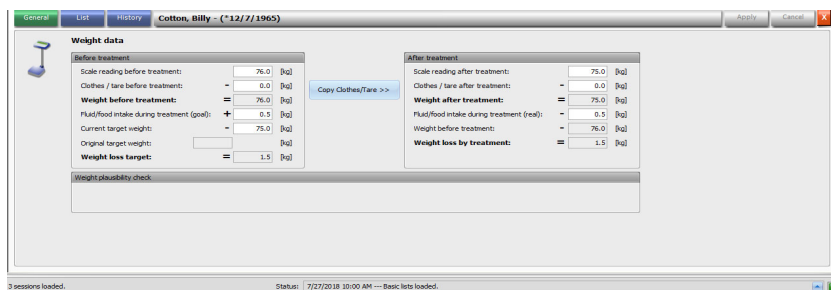 General List History Cotton, Billy - (*12/7/1965) Apply Cancel X
Weight data
Before treatment
Scale reading before treatment: 76.0 [kg]
Clothes / tare before treatment: - 0.0 [kg]
Weight before treatment: = 76.0 [kg]
Fluid/food intake during treatment (goal): + 0.5 [kg]
Current target weight: - 75.0 [kg]
Original target weight: [kg]
Weight loss target: = 1.5 [kg]
Copy Clothes/Tare >>
After treatment
Scale reading after treatment: 75.0 [kg]
Clothes / tare after treatment: - 0.0 [kg]
Weight after treatment: = 75.0 [kg]
Fluid/food intake during treatment (real): - 0.5 [kg]
Weight before treatment: - 76.0 [kg]
Weight loss by treatment: = 1.5 [kg]
Weight plausibility check
3 sessions loaded. Status: 7/27/2018 10:00 AM --- Basic lists loaded.